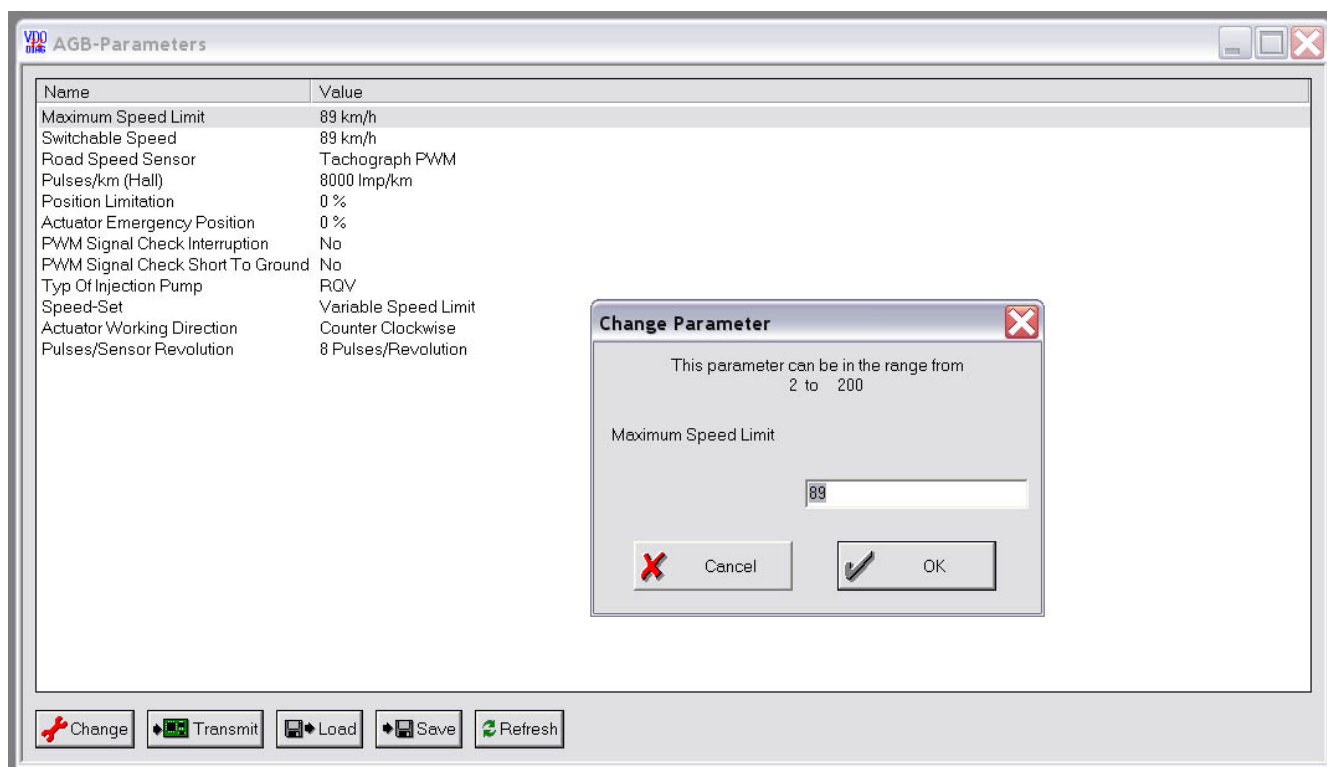 VDO DIAG AGB-Parameters
Name Value
Maximum Speed Limit 89 km/h
Switchable Speed 89 km/h
Road Speed Sensor Tachograph PWM
Pulses/km (Hall) 8000 Imp/km
Position Limitation 0 %
Actuator Emergency Position 0 %
PWM Signal Check Interruption No
PWM Signal Check Short To Ground No
Typ Of Injection Pump RQV
Speed-Set Variable Speed Limit
Actuator Working Direction Counter Clockwise
Pulses/Sensor Revolution 8 Pulses/Revolution
Change Parameter
This parameter can be in the range from
2 to 200
Maximum Speed Limit
89
Cancel OK
Change Transmit Load Save Refresh